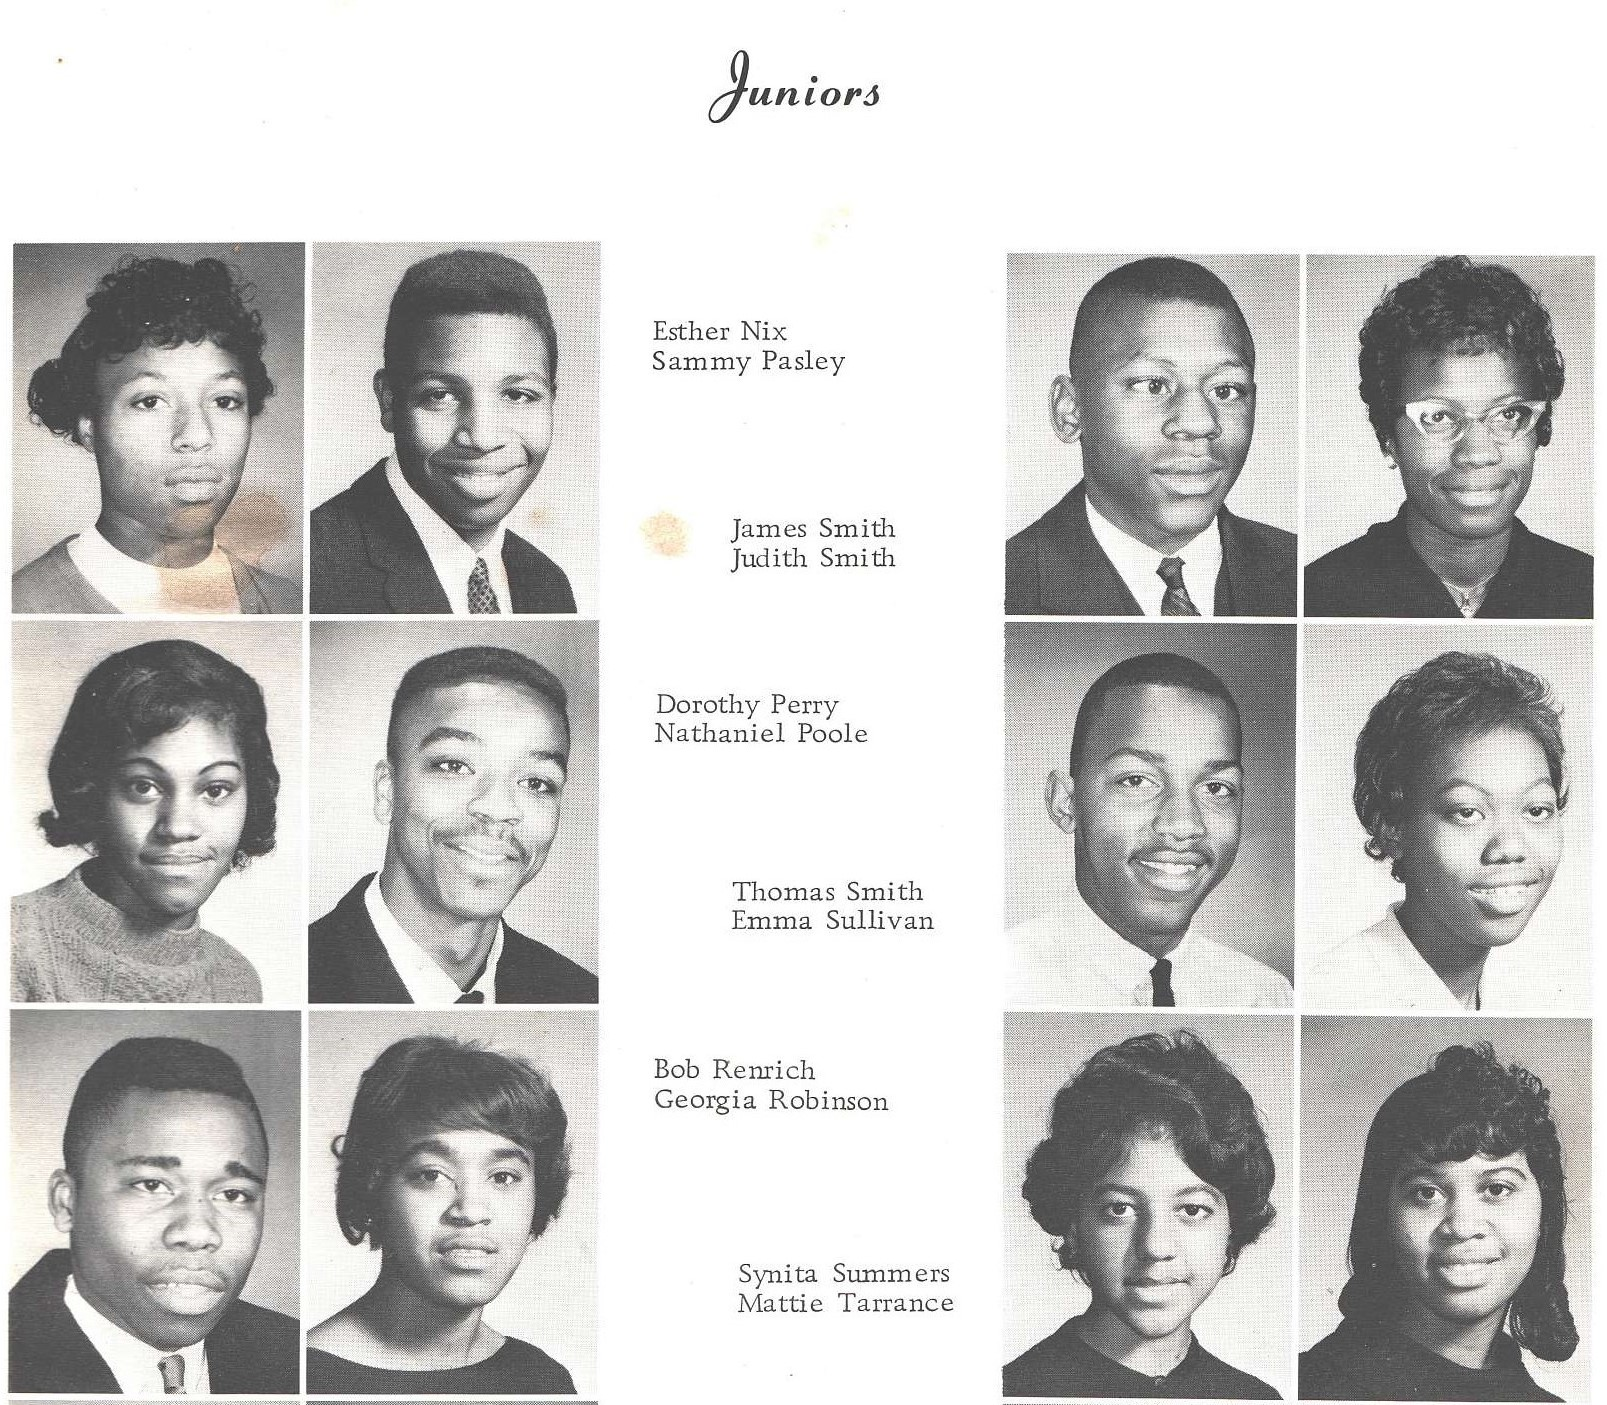 Juniors
Esther Nix
Sammy Pasley
James Smith
Judith Smith
Dorothy Perry
Nathaniel Poole
Thomas Smith
Emma Sullivan
Bob Renrich
Georgia Robinson
Synita Summers
Mattie Tarrance